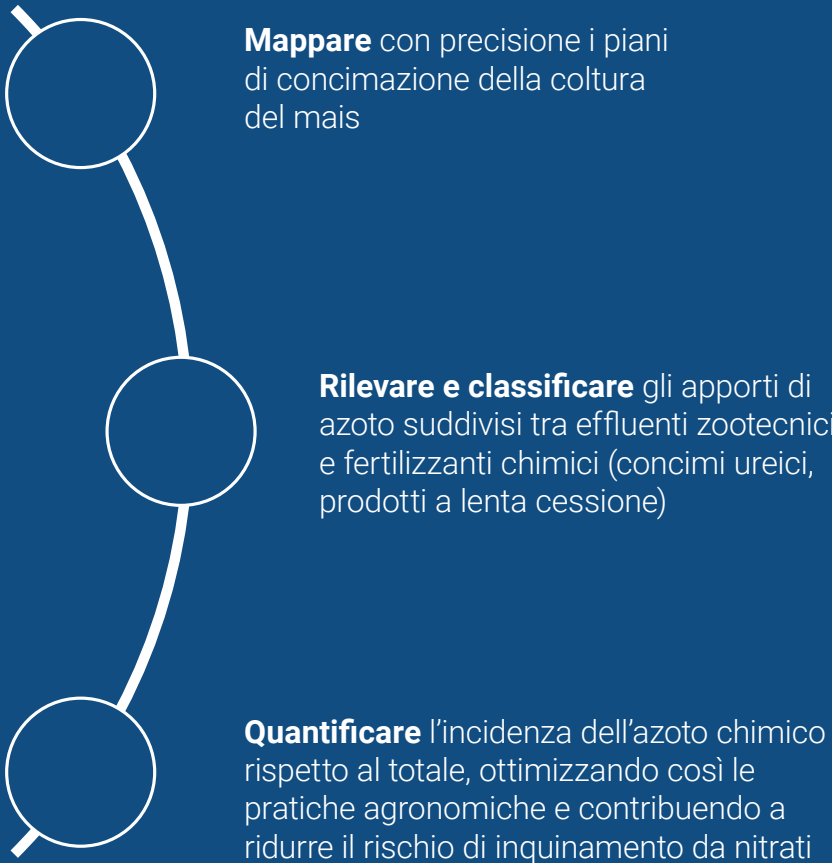 Mappare con precisione i piani
di concimazione della coltura
del mais
Rilevare e classificare gli apporti di
azoto suddivisi tra effluenti zootecnici
e fertilizzanti chimici (concimi ureici,
prodotti a lenta cessione)
Quantificare l’incidenza dell’azoto chimico
rispetto al totale, ottimizzando così le
pratiche agronomiche e contribuendo a
ridurre il rischio di inquinamento da nitrati